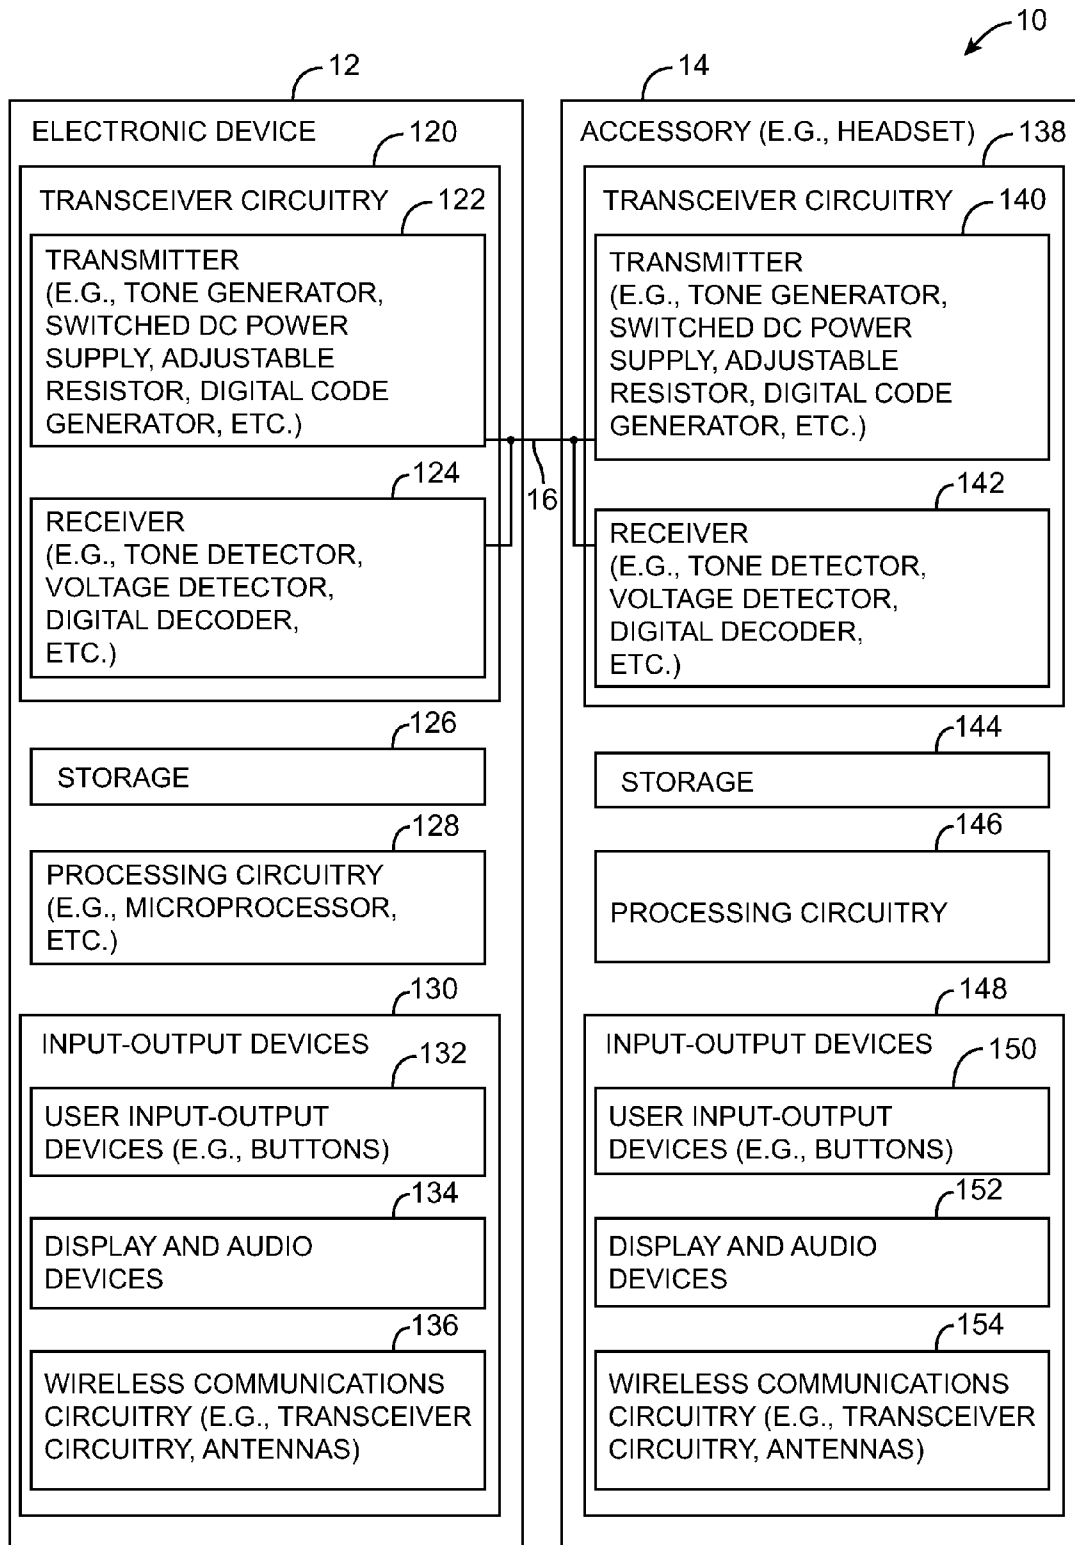 10
12
ELECTRONIC DEVICE
120
TRANSCEIVER CIRCUITRY
122
TRANSMITTER
(E.G., TONE GENERATOR,
SWITCHED DC POWER
SUPPLY, ADJUSTABLE
RESISTOR, DIGITAL CODE
GENERATOR, ETC.)
124
RECEIVER
(E.G., TONE DETECTOR,
VOLTAGE DETECTOR,
DIGITAL DECODER,
ETC.)
126
STORAGE
128
PROCESSING CIRCUITRY
(E.G., MICROPROCESSOR,
ETC.)
130
INPUT-OUTPUT DEVICES
132
USER INPUT-OUTPUT
DEVICES (E.G., BUTTONS)
134
DISPLAY AND AUDIO
DEVICES
136
WIRELESS COMMUNICATIONS
CIRCUITRY (E.G., TRANSCEIVER
CIRCUITRY, ANTENNAS)
16
14
ACCESSORY (E.G., HEADSET)
138
TRANSCEIVER CIRCUITRY
140
TRANSMITTER
(E.G., TONE GENERATOR,
SWITCHED DC POWER
SUPPLY, ADJUSTABLE
RESISTOR, DIGITAL CODE
GENERATOR, ETC.)
142
RECEIVER
(E.G., TONE DETECTOR,
VOLTAGE DETECTOR,
DIGITAL DECODER,
ETC.)
144
STORAGE
146
PROCESSING CIRCUITRY
148
INPUT-OUTPUT DEVICES
150
USER INPUT-OUTPUT
DEVICES (E.G., BUTTONS)
152
DISPLAY AND AUDIO
DEVICES
154
WIRELESS COMMUNICATIONS
CIRCUITRY (E.G., TRANSCEIVER
CIRCUITRY, ANTENNAS)